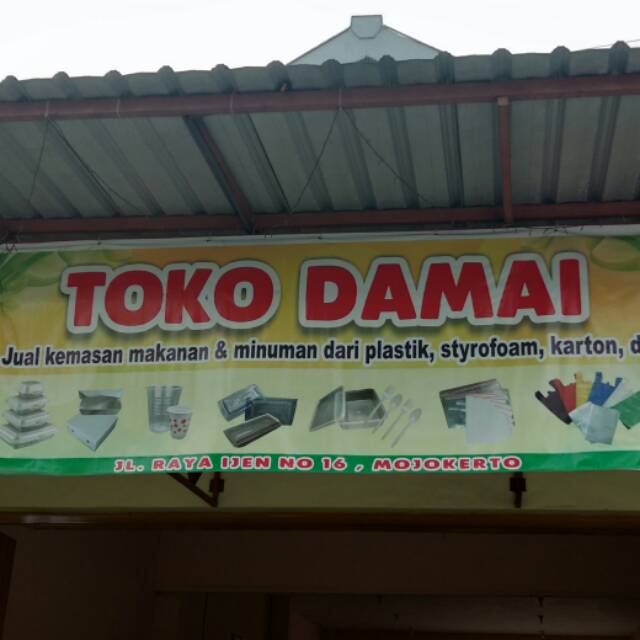 TOKO DAMAI
Jual kemasan makanan & minuman dari plastik, styrofoam, karton,
JL. RAYA IJEN NO 16 , MOJOKERTO